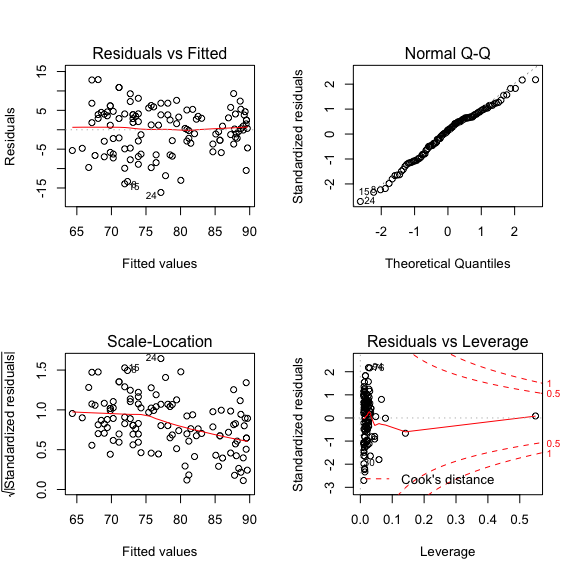 Residuals vs Fitted
Residuals
15
5
-5
-15
24
65 70 75 80 85 90
Fitted values
Normal Q-Q
Standardized residuals
2
1
0
-1
-2
24
-2 -1 0 1 2
Theoretical Quantiles
Scale-Location
√|Standardized residuals|
1.5
1.0
0.5
0.0
24
65 70 75 80 85 90
Fitted values
Residuals vs Leverage
Standardized residuals
2
1
0
-1
-2
-3
1
0.5
0.5
1
Cook's distance
0.0 0.1 0.2 0.3 0.4 0.5
Leverage